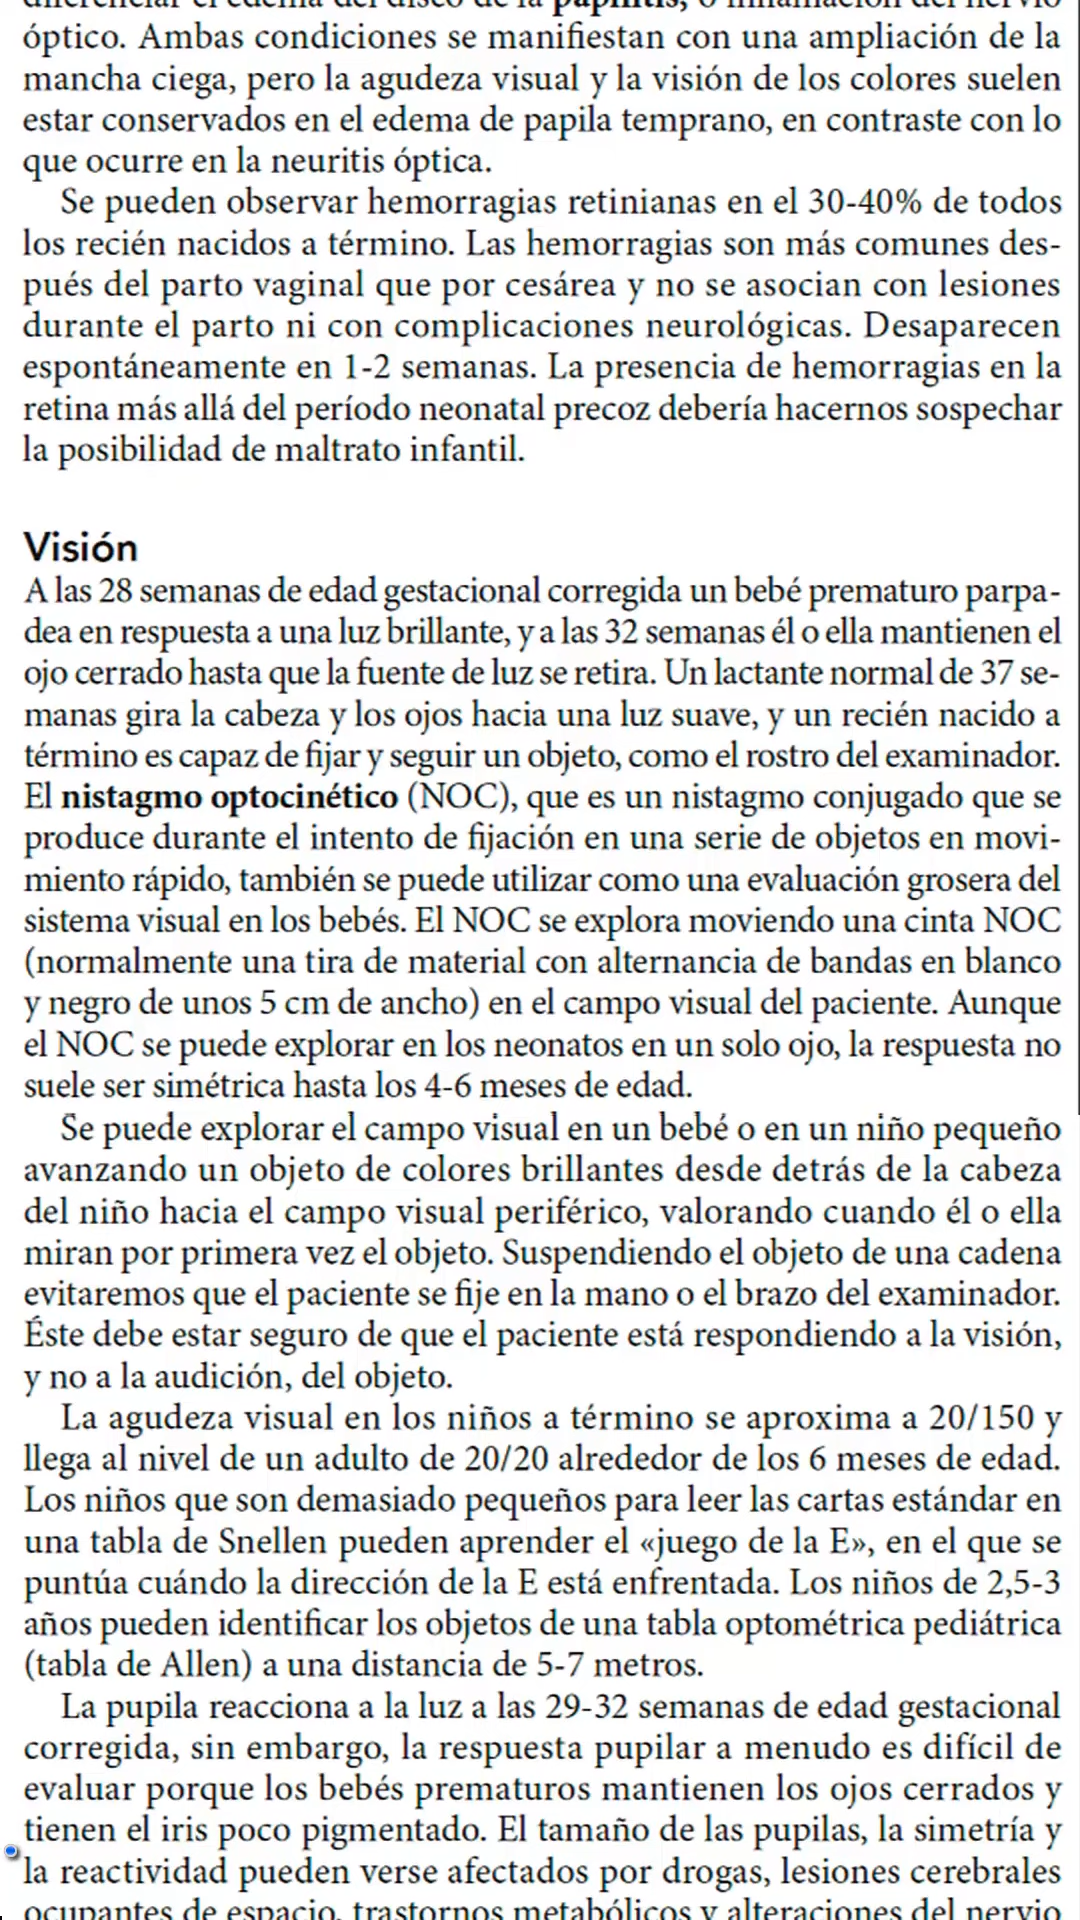 diferenciar el edema del disco de la papilitis, o inflamación del nervio
óptico. Ambas condiciones se manifiestan con una ampliación de la
mancha ciega, pero la agudeza visual y la visión de los colores suelen
estar conservados en el edema de papila temprano, en contraste con lo
que ocurre en la neuritis óptica.
Se pueden observar hemorragias retinianas en el 30-40% de todos
los recién nacidos a término. Las hemorragias son más comunes des-
pués del parto vaginal que por cesárea y no se asocian con lesiones
durante el parto ni con complicaciones neurológicas. Desaparecen
espontáneamente en 1-2 semanas. La presencia de hemorragias en la
retina más allá del período neonatal precoz debería hacernos sospechar
la posibilidad de maltrato infantil.
Visión
A las 28 semanas de edad gestacional corregida un bebé prematuro parpa-
dea en respuesta a una luz brillante, y a las 32 semanas él o ella mantienen el
ojo cerrado hasta que la fuente de luz se retira. Un lactante normal de 37 se-
manas gira la cabeza y los ojos hacia una luz suave, y un recién nacido a
término es capaz de fijar y seguir un objeto, como el rostro del examinador.
El nistagmo optocinético (NOC), que es un nistagmo conjugado que se
produce durante el intento de fijación en una serie de objetos en movi-
miento rápido, también se puede utilizar como una evaluación grosera del
sistema visual en los bebés. El NOC se explora moviendo una cinta NOC
(normalmente una tira de material con alternancia de bandas en blanco
y negro de unos 5 cm de ancho) en el campo visual del paciente. Aunque
el NOC se puede explorar en los neonatos en un solo ojo, la respuesta no
suele ser simétrica hasta los 4-6 meses de edad.
Se puede explorar el campo visual en un bebé o en un niño pequeño
avanzando un objeto de colores brillantes desde detrás de la cabeza
del niño hacia el campo visual periférico, valorando cuando él o ella
miran por primera vez el objeto. Suspendiendo el objeto de una cadena
evitaremos que el paciente se fije en la mano o el brazo del examinador.
Éste debe estar seguro de que el paciente está respondiendo a la visión,
y no a la audición, del objeto.
La agudeza visual en los niños a término se aproxima a 20/150 y
llega al nivel de un adulto de 20/20 alrededor de los 6 meses de edad.
Los niños que son demasiado pequeños para leer las cartas estándar en
una tabla de Snellen pueden aprender el «juego de la E», en el que se
puntúa cuándo la dirección de la E está enfrentada. Los niños de 2,5-3
años pueden identificar los objetos de una tabla optométrica pediátrica
(tabla de Allen) a una distancia de 5-7 metros.
La pupila reacciona a la luz a las 29-32 semanas de edad gestacional
corregida, sin embargo, la respuesta pupilar a menudo es difícil de
evaluar porque los bebés prematuros mantienen los ojos cerrados y
tienen el iris poco pigmentado. El tamaño de las pupilas, la simetría y
la reactividad pueden verse afectados por drogas, lesiones cerebrales
ocupantes de espacio, trastornos metabólicos y alteraciones del nervio